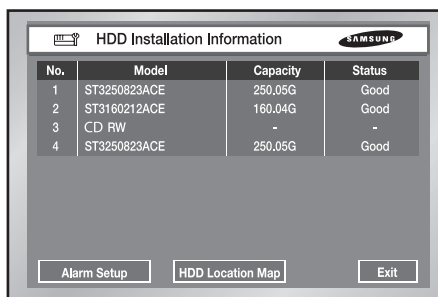 HDD Installation Information
SAMSUNG
No. Model Capacity Status
1 ST3250823ACE 250.05G Good
2 ST3160212ACE 160.04G Good
3 CD RW - -
4 ST3250823ACE 250.05G Good
Alarm Setup HDD Location Map Exit